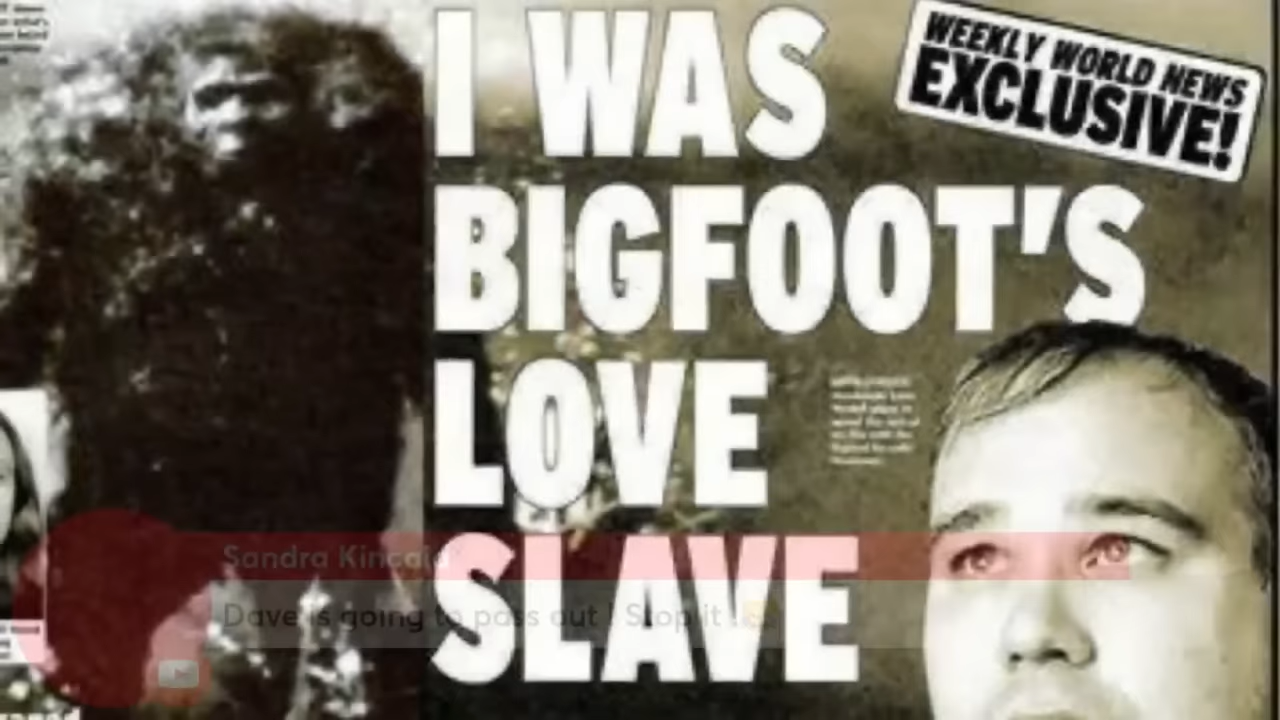 I WAS
BIGFOOT'S
LOVE
SLAVE
WEEKLY WORLD NEWS
EXCLUSIVE!
Sandra Kincaid
Dave is going to pass out ! Stop it !